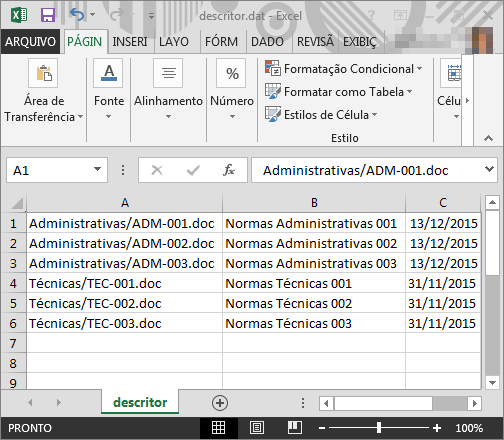 descritor.dat - Excel
ARQUIVO PÁGIN INSERI LAYO FÓRM DADO REVISÃ EXIBIÇ
Área de Transferência
Fonte
Alinhamento
%
Número
Formatação Condicional
Formatar como Tabela
Estilos de Célula
Estilo
Célu
A1
fx
Administrativas/ADM-001.doc
A B C
1 Administrativas/ADM-001.doc Normas Administrativas 001 13/12/2015
2 Administrativas/ADM-002.doc Normas Administrativas 002 13/12/2015
3 Administrativas/ADM-003.doc Normas Administrativas 003 13/12/2015
4 Técnicas/TEC-001.doc Normas Técnicas 001 31/11/2015
5 Técnicas/TEC-002.doc Normas Técnicas 002 31/11/2015
6 Técnicas/TEC-003.doc Normas Técnicas 003 31/11/2015
7
8
9
descritor
PRONTO 100%